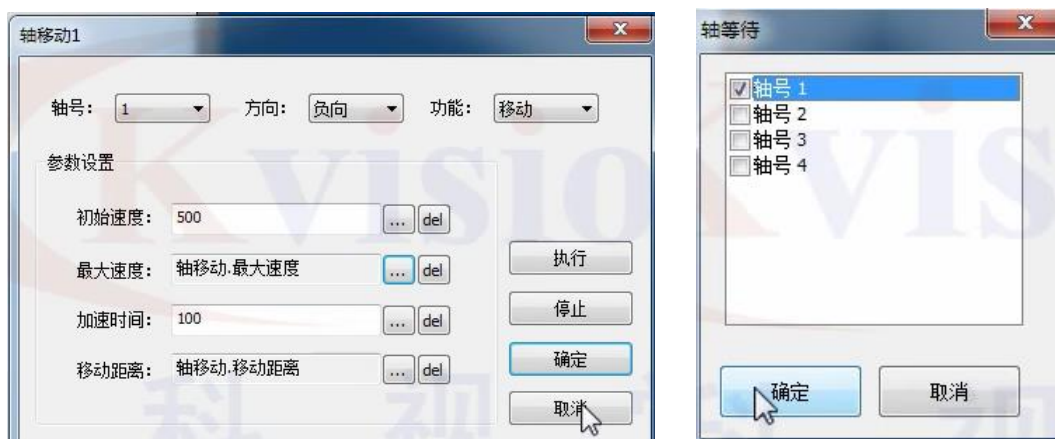 轴移动1
轴号： 1 方向： 负向 功能： 移动
参数设置
初始速度： 500 ... del
最大速度： 轴移动.最大速度 ... del
加速时间： 100 ... del
移动距离： 轴移动.移动距离 ... del
执行
停止
确定
取消
轴等待
轴号 1
轴号 2
轴号 3
轴号 4
确定 取消
Kvision
科 视
Kvis